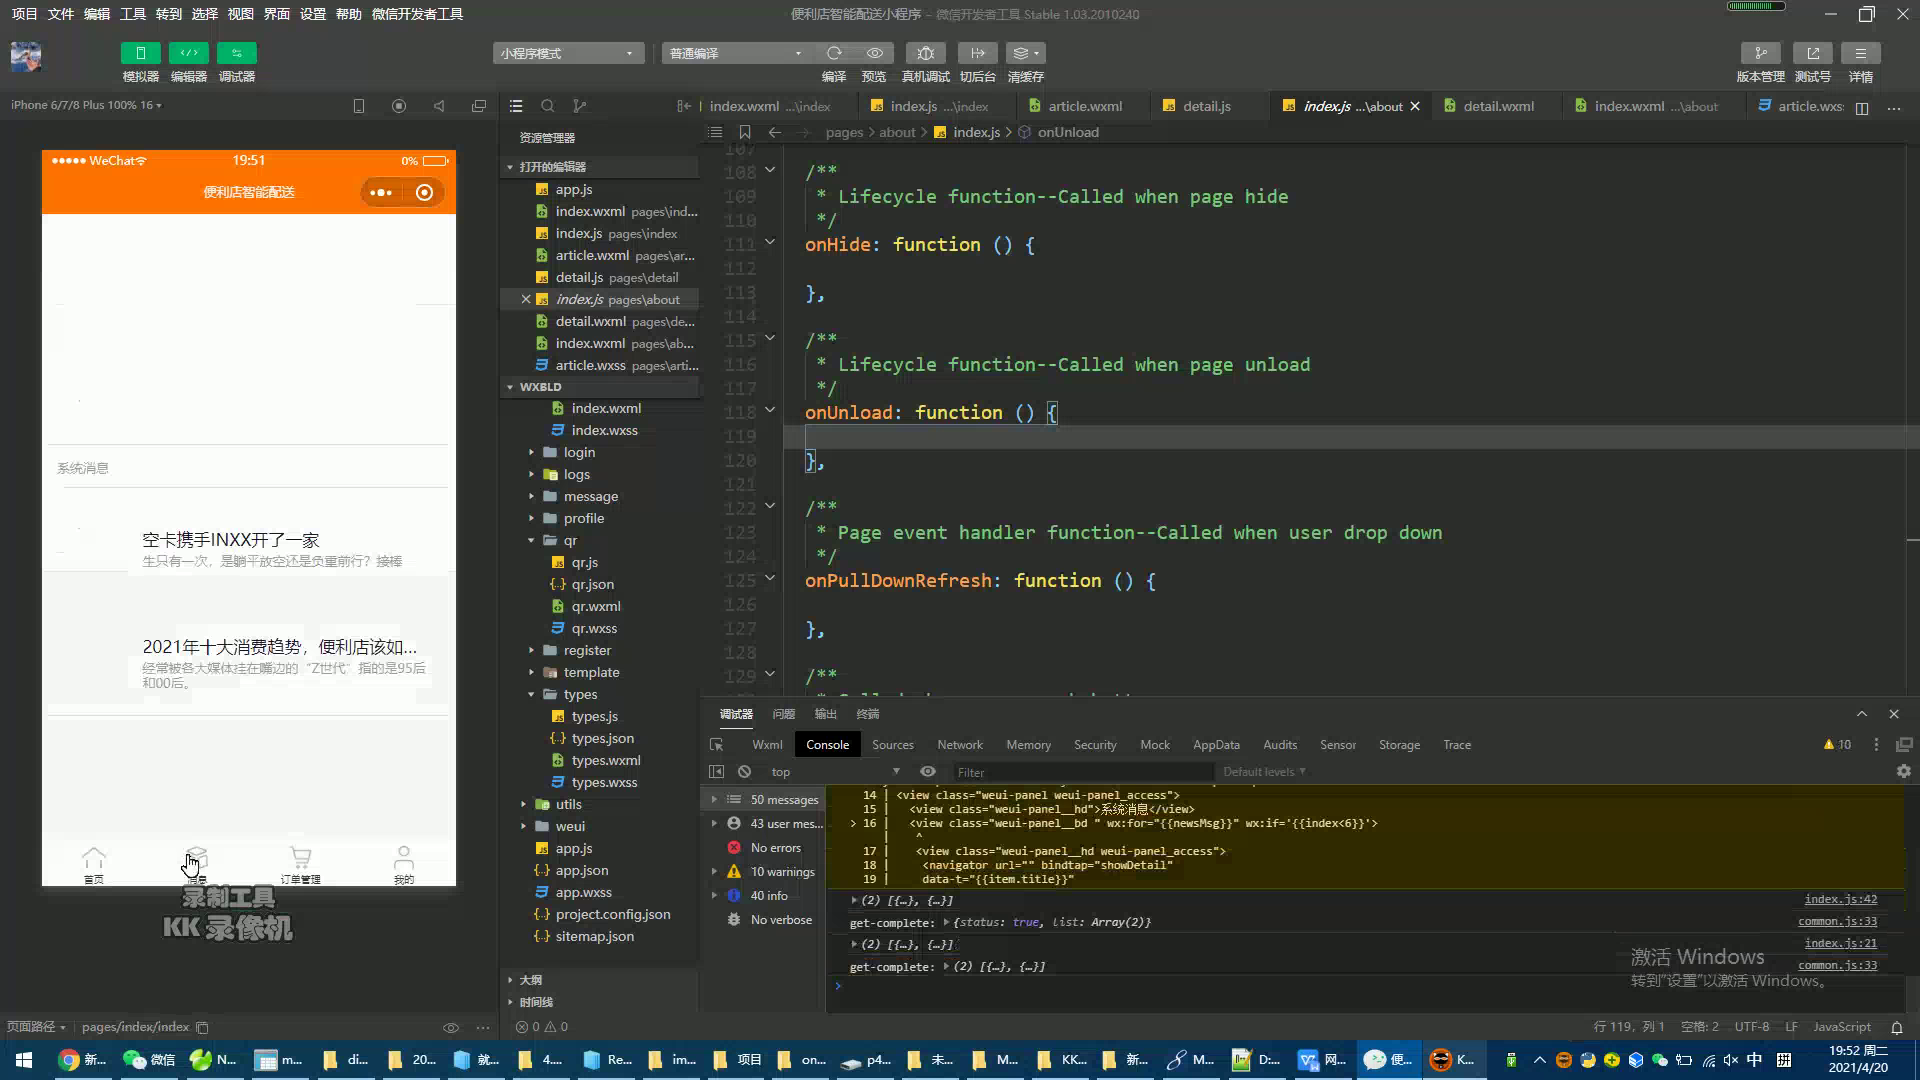 项目 文件 编辑 工具 转到 选择 视图 界面 设置 帮助 微信开发者工具
便利店智能配送小程序 - 微信开发者工具 Stable 1.03.2010240
模拟器 编辑器 调试器
小程序模式
普通编译
编译 预览 真机调试 切后台 清缓存
版本管理 测试号 详情
iPhone 6/7/8 Plus 100% 16
WeChat
19:51
0%
便利店智能配送
系统消息
空卡携手INXX开了一家
生只有一次，是躺平放空还是负重前行？接棒
2021年十大消费趋势，便利店该如...
经常被各大媒体挂在嘴边的“Z世代”指的是95后
和00后。
首页
消息
订单管理
我的
录制工具
KK 录像机
页面路径
pages/index/index
资源管理器
打开的编辑器
app.js
index.wxml pages\ind...
index.js pages\index
article.wxml pages\ar...
detail.js pages\detail
index.js pages\about
detail.wxml pages\de...
index.wxml pages\ab...
article.wxss pages\arti...
WXBLD
index.wxml
index.wxss
login
logs
message
profile
qr
qr.js
qr.json
qr.wxml
qr.wxss
register
template
types
types.js
types.json
types.wxml
types.wxss
utils
weui
app.js
app.json
app.wxss
project.config.json
sitemap.json
大纲
时间线
0 0
index.wxml ...\index
index.js ...\index
article.wxml
detail.js
index.js ...\about
detail.wxml
index.wxml ...\about
article.wxs
pages > about > index.js > onUnload
107
108 /**
109 * Lifecycle function--Called when page hide
110 */
111 onHide: function () {
112
113 },
114
115 /**
116 * Lifecycle function--Called when page unload
117 */
118 onUnload: function () {
119
120 },
121
122 /**
123 * Page event handler function--Called when user drop down
124 */
125 onPullDownRefresh: function () {
126
127 },
128
129 /**
调试器 问题 输出 终端
Wxml Console Sources Network Memory Security Mock AppData Audits Sensor Storage Trace
10
top
Filter
Default levels
50 messages
43 user mes...
No errors
10 warnings
40 info
No verbose
14 | <view class="weui-panel weui-panel_access">
15 | <view class="weui-panel__hd">系统消息</view>
> 16 | <view class="weui-panel__bd " wx:for="{{newsMsg}}" wx:if='{{index<6}}'>
| ^
17 | <view class="weui-panel__hd weui-panel_access">
18 | <navigator url="" bindtap="showDetail"
19 | data-t="{{item.title}}"
(2) [{…}, {…}] index.js:42
get-complete: {status: true, list: Array(2)} common.js:33
(2) [{…}, {…}] index.js:21
get-complete: (2) [{…}, {…}] common.js:33
>
激活 Windows
转到“设置”以激活 Windows。
行 119，列 1 空格: 2 UTF-8 LF JavaScript
新... 微信 N... m... di... 20... 就... 4.... Re... im... 项目 on... p4... 未... M... KK... 新... M... D:... 网... 便... K...
中
拼
19:52 周二
2021/4/20